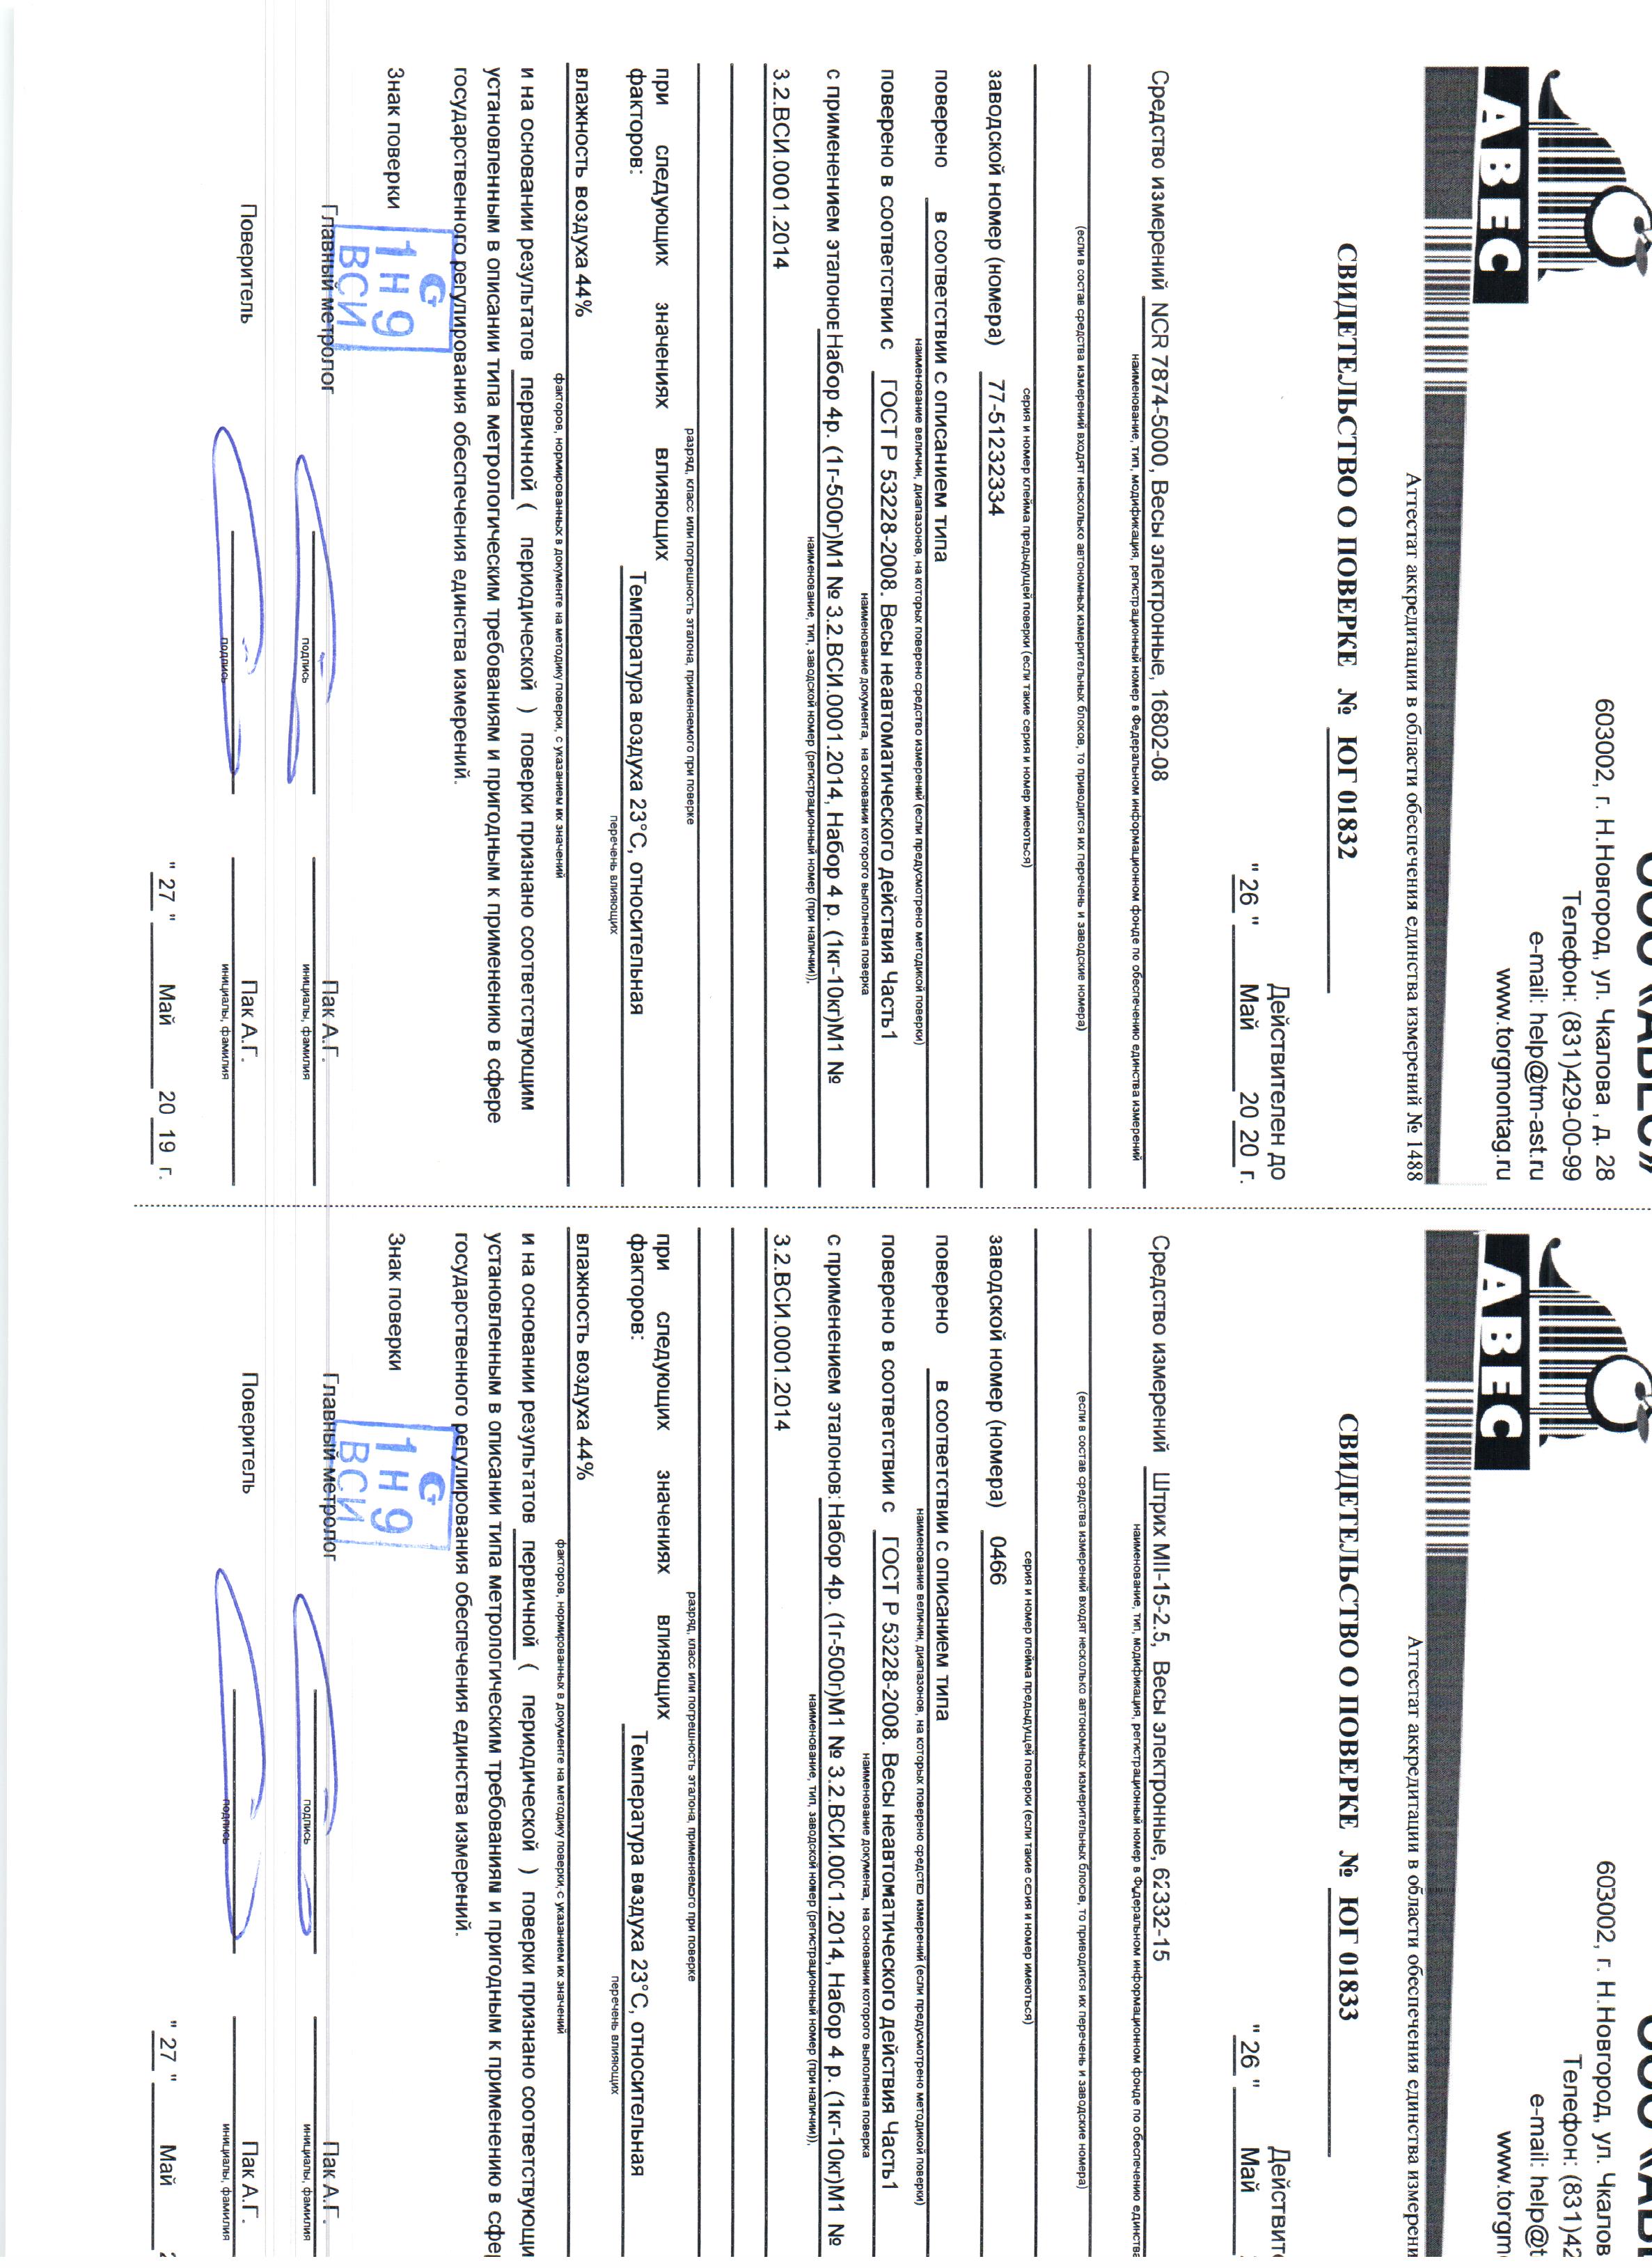 ООО «АВЕС»
603002, г. Н.Новгород, ул. Чкалова , д. 28
Телефон: (831)429-00-99
e-mail: help@tm-ast.ru
www.torgmontag.ru
АВЕС
Аттестат аккредитации в области обеспечения единства измерений № 1488
СВИДЕТЕЛЬСТВО О ПОВЕРКЕ № ЮГ 01832
Действителен до
" 26 " Май 20 20 г.
Средство измерений NCR 7874-5000, Весы электронные, 16802-08
наименование, тип, модификация, регистрационный номер в Федеральном информационном фонде по обеспечению единства измерений
(если в состав средства измерений входят несколько автономных измерительных блоков, то приводится их перечень и заводские номера)
серия и номер клейма предыдущей поверки (если такие серия и номер имеються)
заводской номер (номера) 77-51232334
поверено в соответствии с описанием типа
наименование величин, диапазонов, на которых поверено средство измерений (если предусмотрено методикой поверки)
поверено в соответствии с ГОСТ Р 53228-2008. Весы неавтоматического действия Часть1
наименование документа, на основании которого выполнена поверка
с применением эталонов Набор 4р. (1г-500г)М1 № 3.2.ВСИ.0001.2014, Набор 4 р. (1кг-10кг)М1 №
наименование, тип, заводской номер (регистрационный номер (при наличии)),
3.2.ВСИ.0001.2014
разряд, класс или погрешность эталона, применяемого при поверке
при следующих значениях влияющих
факторов: Температура воздуха 23°С, относительная
перечень влияющих
влажность воздуха 44%
факторов, нормированных в документе на методику поверки, с указанием их значений
и на основании результатов первичной ( периодической ) поверки признано соответствующим
установленным в описании типа метрологическим требованиям и пригодным к применению в сфере
государственного регулирования обеспечения единства измерений.
Знак поверки
1 Н 9
ВСИ
Главный метролог Пак А.Г.
подпись инициалы, фамилия
Поверитель Пак А.Г.
подпись инициалы, фамилия
" 27 " Май 20 19 г.
ООО «АВЕ
603002, г. Н.Новгород, ул. Чкалов
Телефон: (831)42
e-mail: help@t
www.torgm
АВЕС
Аттестат аккредитации в области обеспечения единства измерени
СВИДЕТЕЛЬСТВО О ПОВЕРКЕ № ЮГ 01833
Действите
" 26 " Май
Средство измерений Штрих МII-15-2.5, Весы электронные, 62332-15
наименование, тип, модификация, регистрационный номер в Федеральном информационном фонде по обеспечению единства
(если в состав средства измерений входят несколько автономных измерительных блоков, то приводится их перечень и заводские номера)
серия и номер клейма предыдущей поверки (если такие серия и номер имеються)
заводской номер (номера) 0466
поверено в соответствии с описанием типа
наименование величин, диапазонов, на которых поверено средство измерений (если предусмотрено методикой поверки)
поверено в соответствии с ГОСТ Р 53228-2008. Весы неавтоматического действия Часть1
наименование документа, на основании которого выполнена поверка
с применением эталонов: Набор 4р. (1г-500г)М1 № 3.2.ВСИ.0001.2014, Набор 4 р. (1кг-10кг)М1 №
наименование, тип, заводской номер (регистрационный номер (при наличии)),
3.2.ВСИ.0001.2014
разряд, класс или погрешность эталона, применяемого при поверке
при следующих значениях влияющих
факторов: Температура воздуха 23°С, относительная
перечень влияющих
влажность воздуха 44%
факторов, нормированных в документе на методику поверки, с указанием их значений
и на основании результатов первичной ( периодической ) поверки признано соответствующи
установленным в описании типа метрологическим требованиям и пригодным к применению в сфер
государственного регулирования обеспечения единства измерений.
Знак поверки
1 Н 9
ВСИ
Главный метролог Пак А.Г.
подпись инициалы, фамилия
Поверитель Пак А.Г.
подпись инициалы, фамилия
" 27 " Май